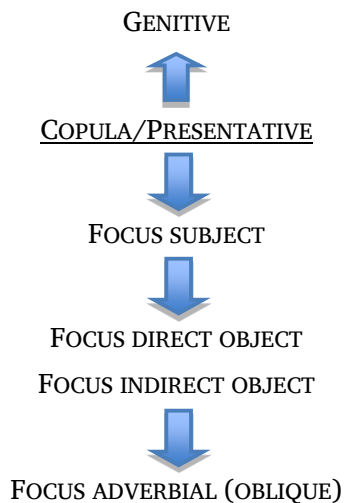 GENITIVE
COPULA/PRESENTATIVE
FOCUS SUBJECT
FOCUS DIRECT OBJECT
FOCUS INDIRECT OBJECT
FOCUS ADVERBIAL (OBLIQUE)